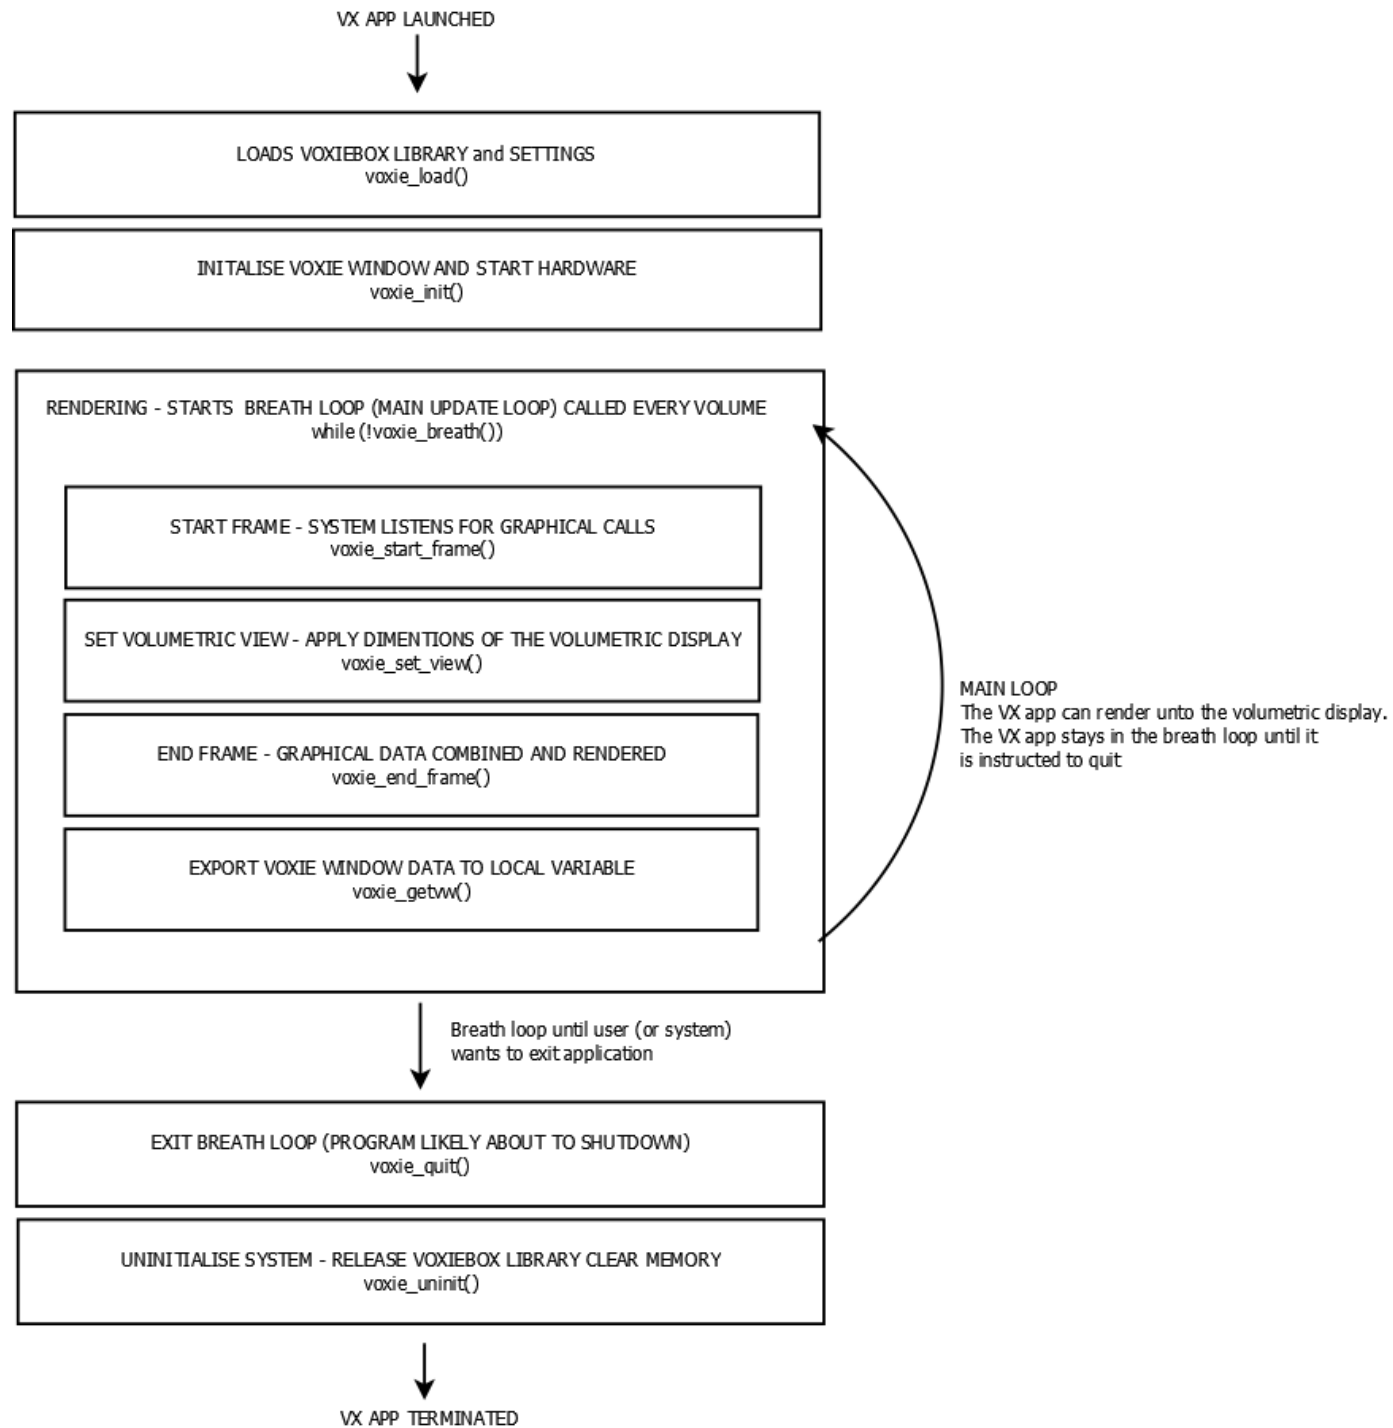 VX APP LAUNCHED
LOADS VOXIEBOX LIBRARY and SETTINGS
voxie_load()
INITALISE VOXIE WINDOW AND START HARDWARE
voxie_init()
RENDERING - STARTS BREATH LOOP (MAIN UPDATE LOOP) CALLED EVERY VOLUME
while (!voxie_breath())
START FRAME - SYSTEM LISTENS FOR GRAPHICAL CALLS
voxie_start_frame()
SET VOLUMETRIC VIEW - APPLY DIMENTIONS OF THE VOLUMETRIC DISPLAY
voxie_set_view()
END FRAME - GRAPHICAL DATA COMBINED AND RENDERED
voxie_end_frame()
EXPORT VOXIE WINDOW DATA TO LOCAL VARIABLE
voxie_getvw()
MAIN LOOP
The VX app can render unto the volumetric display.
The VX app stays in the breath loop until it
is instructed to quit
Breath loop until user (or system)
wants to exit application
EXIT BREATH LOOP (PROGRAM LIKELY ABOUT TO SHUTDOWN)
voxie_quit()
UNINITIALISE SYSTEM - RELEASE VOXIEBOX LIBRARY CLEAR MEMORY
voxie_uninit()
VX APP TERMINATED